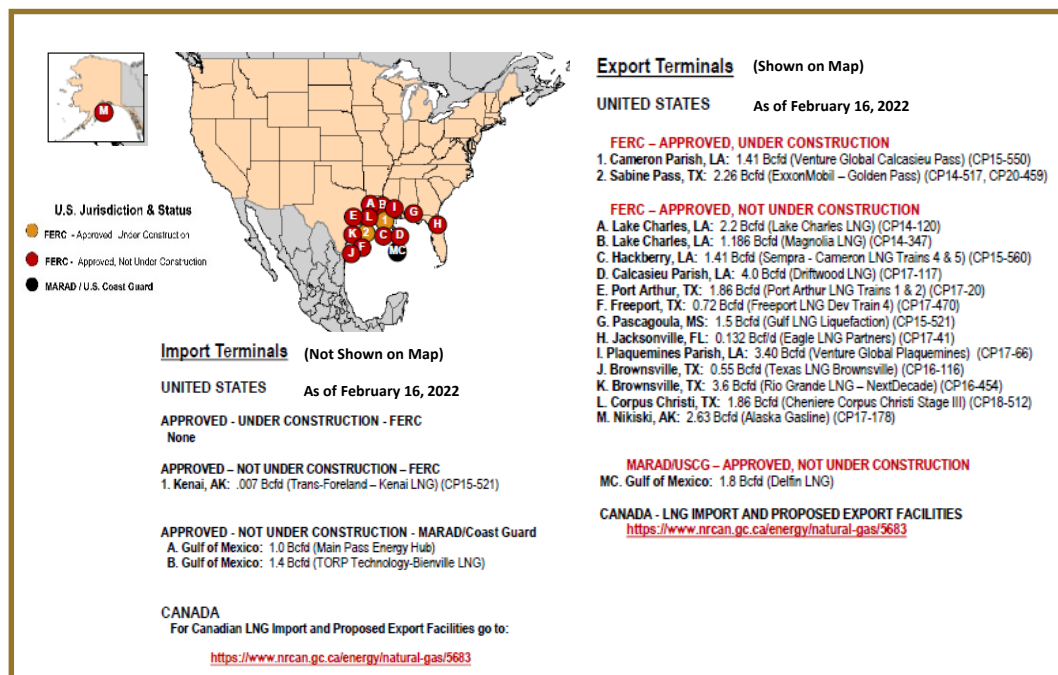 M
A
B
I
E
L
1
G
H
K
2
C
D
J
F
MC
U.S. Jurisdiction & Status
FERC - Approved Under Construction
FERC - Approved, Not Under Construction
MARAD / U.S. Coast Guard
Import Terminals (Not Shown on Map)
UNITED STATES As of February 16, 2022
APPROVED - UNDER CONSTRUCTION - FERC
None
APPROVED – NOT UNDER CONSTRUCTION – FERC
1. Kenai, AK: .007 Bcfd (Trans-Foreland – Kenai LNG) (CP15-521)
APPROVED - NOT UNDER CONSTRUCTION - MARAD/Coast Guard
A. Gulf of Mexico: 1.0 Bcfd (Main Pass Energy Hub)
B. Gulf of Mexico: 1.4 Bcfd (TORP Technology-Bienville LNG)
CANADA
For Canadian LNG Import and Proposed Export Facilities go to:
https://www.nrcan.gc.ca/energy/natural-gas/5683
Export Terminals (Shown on Map)
UNITED STATES As of February 16, 2022
FERC – APPROVED, UNDER CONSTRUCTION
1. Cameron Parish, LA: 1.41 Bcfd (Venture Global Calcasieu Pass) (CP15-550)
2. Sabine Pass, TX: 2.26 Bcfd (ExxonMobil – Golden Pass) (CP14-517, CP20-459)
FERC – APPROVED, NOT UNDER CONSTRUCTION
A. Lake Charles, LA: 2.2 Bcfd (Lake Charles LNG) (CP14-120)
B. Lake Charles, LA: 1.186 Bcfd (Magnolia LNG) (CP14-347)
C. Hackberry, LA: 1.41 Bcfd (Sempra - Cameron LNG Trains 4 & 5) (CP15-560)
D. Calcasieu Parish, LA: 4.0 Bcfd (Driftwood LNG) (CP17-117)
E. Port Arthur, TX: 1.86 Bcfd (Port Arthur LNG Trains 1 & 2) (CP17-20)
F. Freeport, TX: 0.72 Bcfd (Freeport LNG Dev Train 4) (CP17-470)
G. Pascagoula, MS: 1.5 Bcfd (Gulf LNG Liquefaction) (CP15-521)
H. Jacksonville, FL: 0.132 Bcf/d (Eagle LNG Partners) (CP17-41)
I. Plaquemines Parish, LA: 3.40 Bcfd (Venture Global Plaquemines) (CP17-66)
J. Brownsville, TX: 0.55 Bcfd (Texas LNG Brownsville) (CP16-116)
K. Brownsville, TX: 3.6 Bcfd (Rio Grande LNG – NextDecade) (CP16-454)
L. Corpus Christi, TX: 1.86 Bcfd (Cheniere Corpus Christi Stage III) (CP18-512)
M. Nikiski, AK: 2.63 Bcfd (Alaska Gasline) (CP17-178)
MARAD/USCG – APPROVED, NOT UNDER CONSTRUCTION
MC. Gulf of Mexico: 1.8 Bcfd (Delfin LNG)
CANADA - LNG IMPORT AND PROPOSED EXPORT FACILITIES
https://www.nrcan.gc.ca/energy/natural-gas/5683